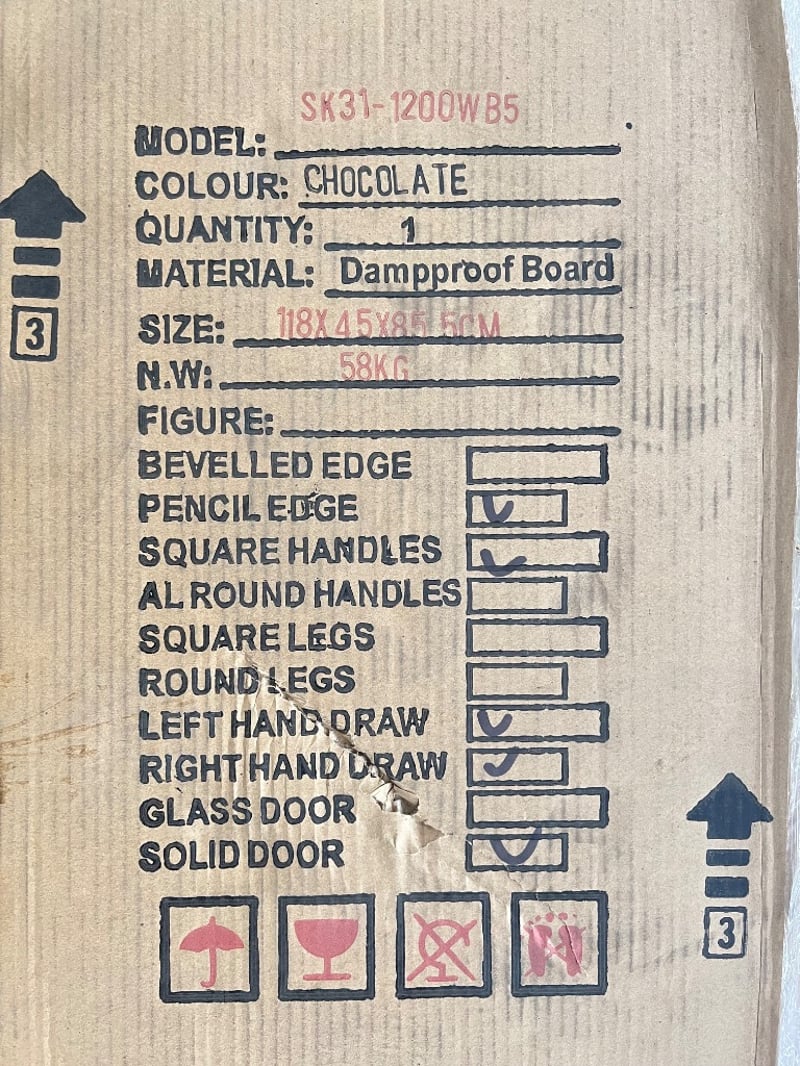 SK31-1200WB5
MODEL:
COLOUR: CHOCOLATE
QUANTITY: 1
MATERIAL: Dampproof Board
SIZE: 118X45X85.5CM
N.W: 58KG
FIGURE:
BEVELLED EDGE
PENCIL EDGE
SQUARE HANDLES
AL ROUND HANDLES
SQUARE LEGS
ROUND LEGS
LEFT HAND DRAW
RIGHT HAND DRAW
GLASS DOOR
SOLID DOOR
3
3